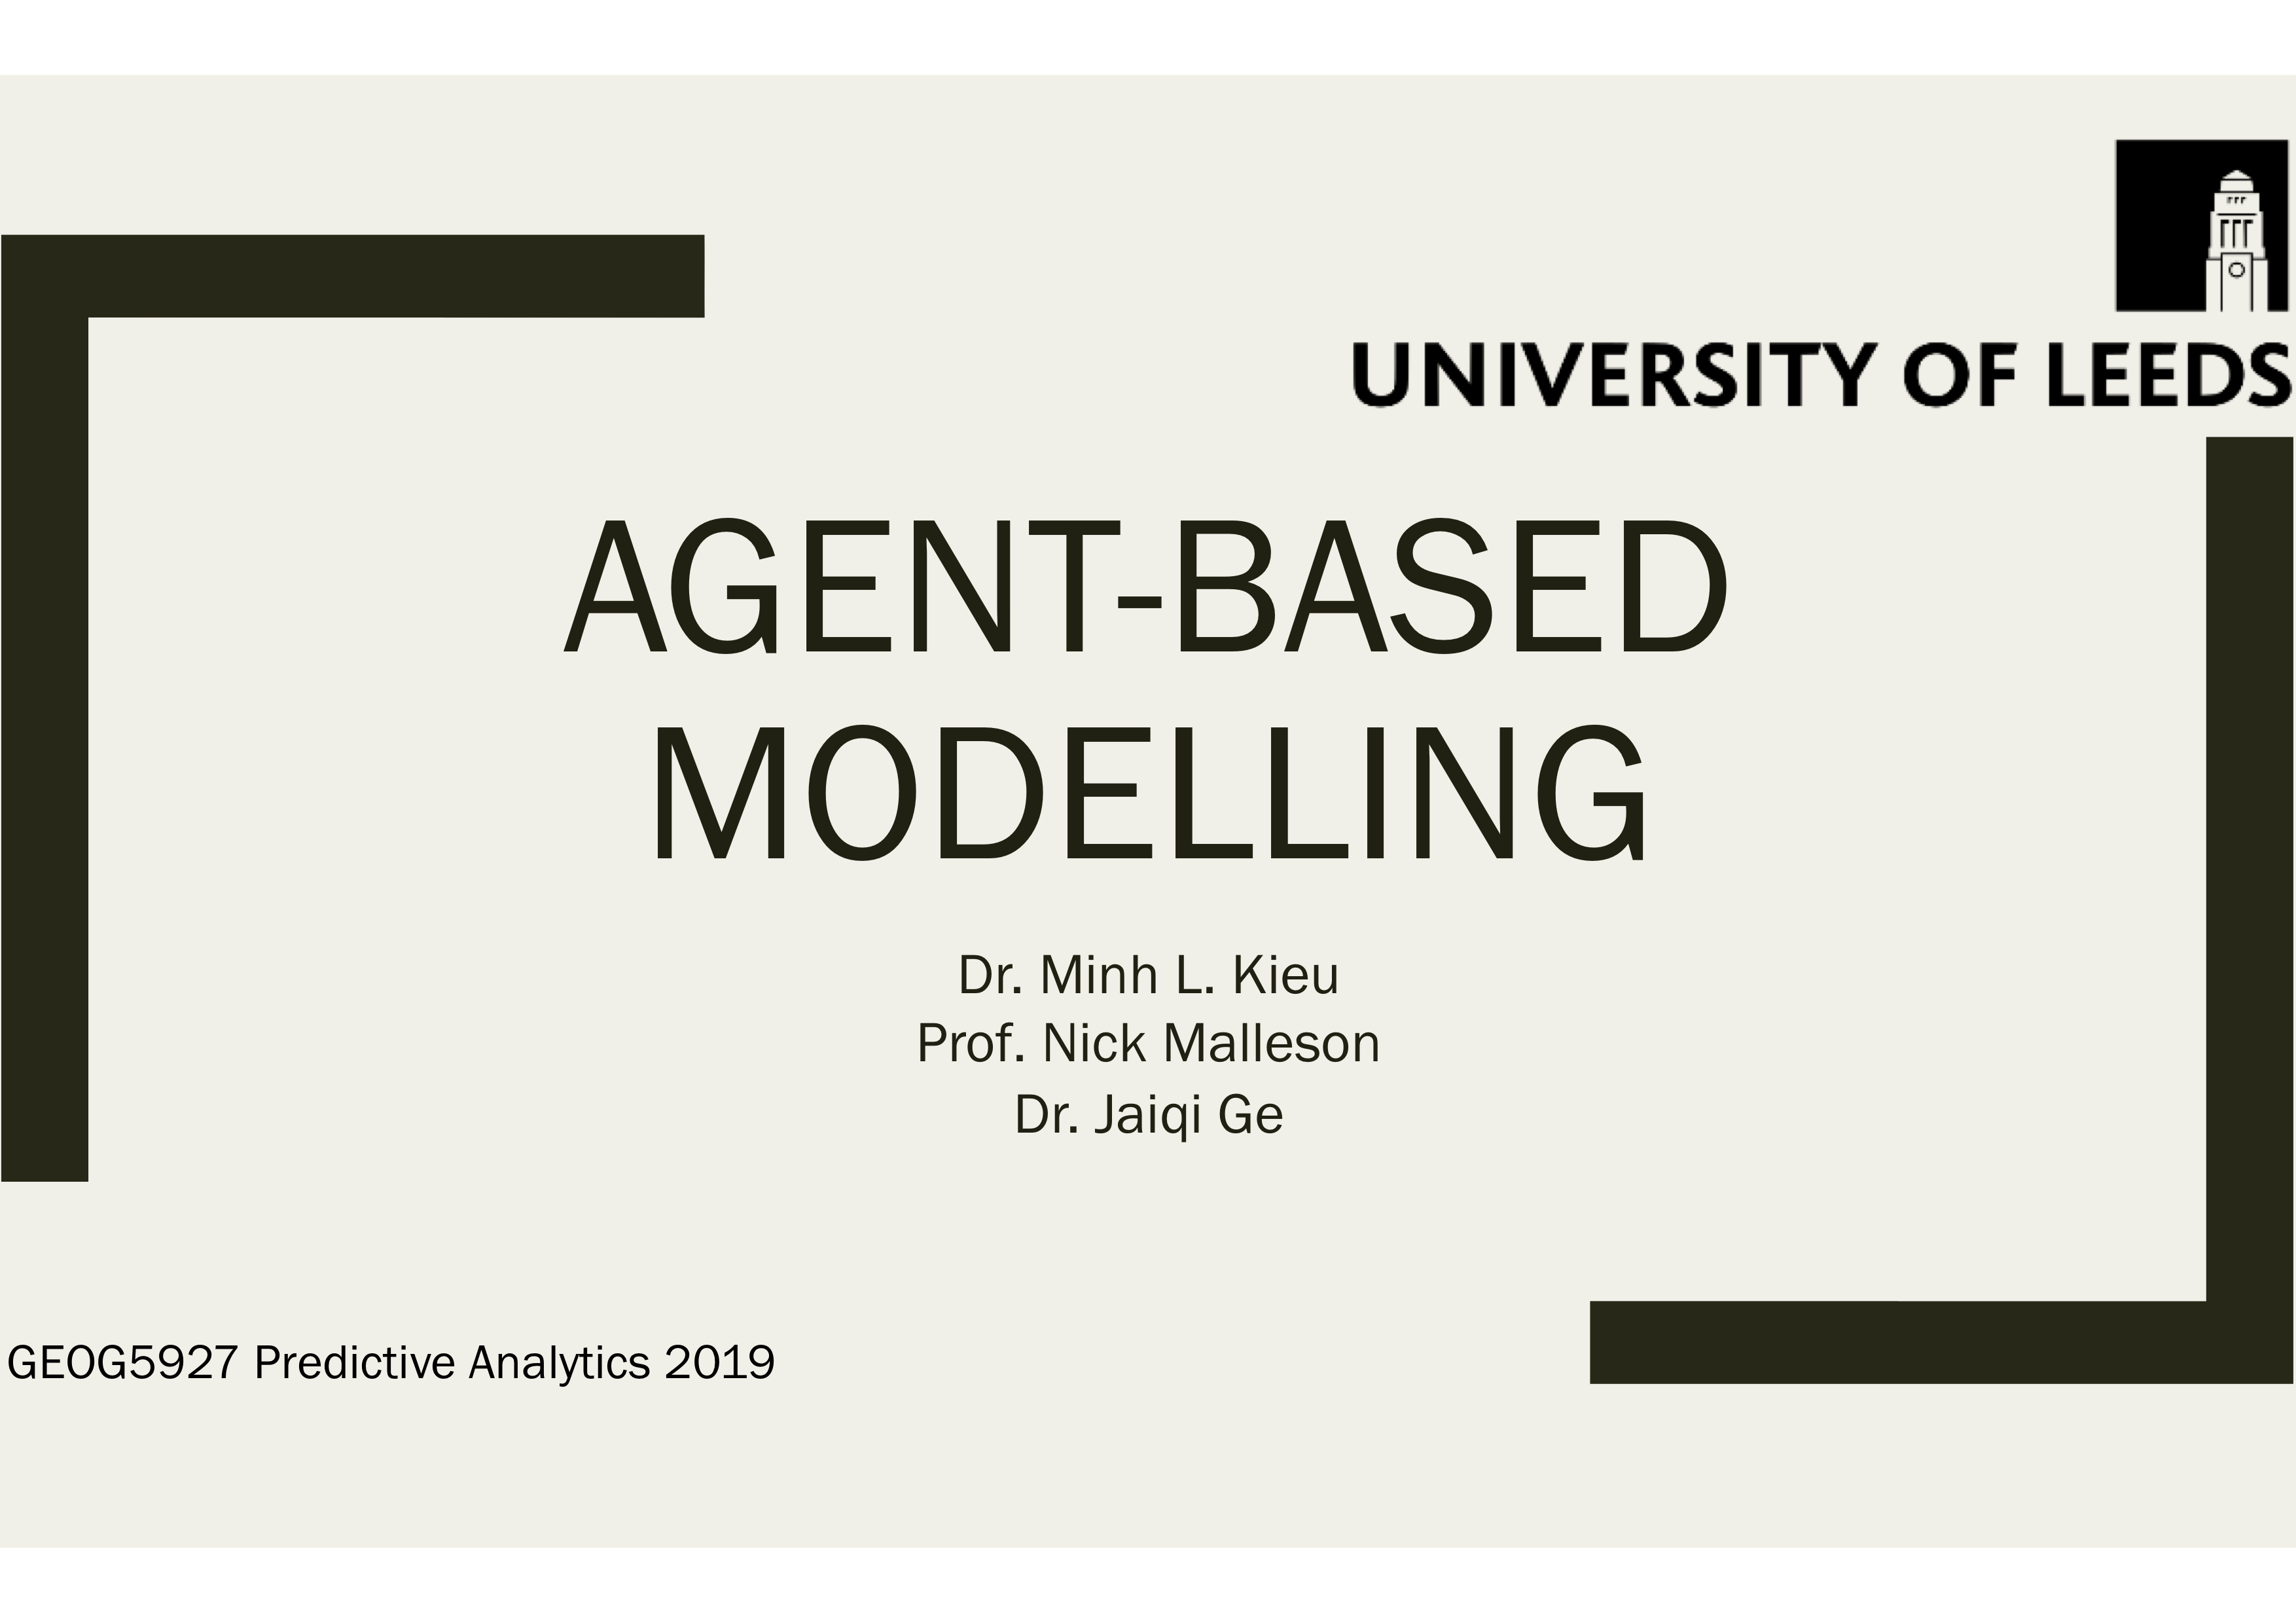 UNIVERSITY OF LEEDS
AGENT-BASED
MODELLING
Dr. Minh L. Kieu
Prof. Nick Malleson
Dr. Jaiqi Ge
GEOG5927 Predictive Analytics 2019